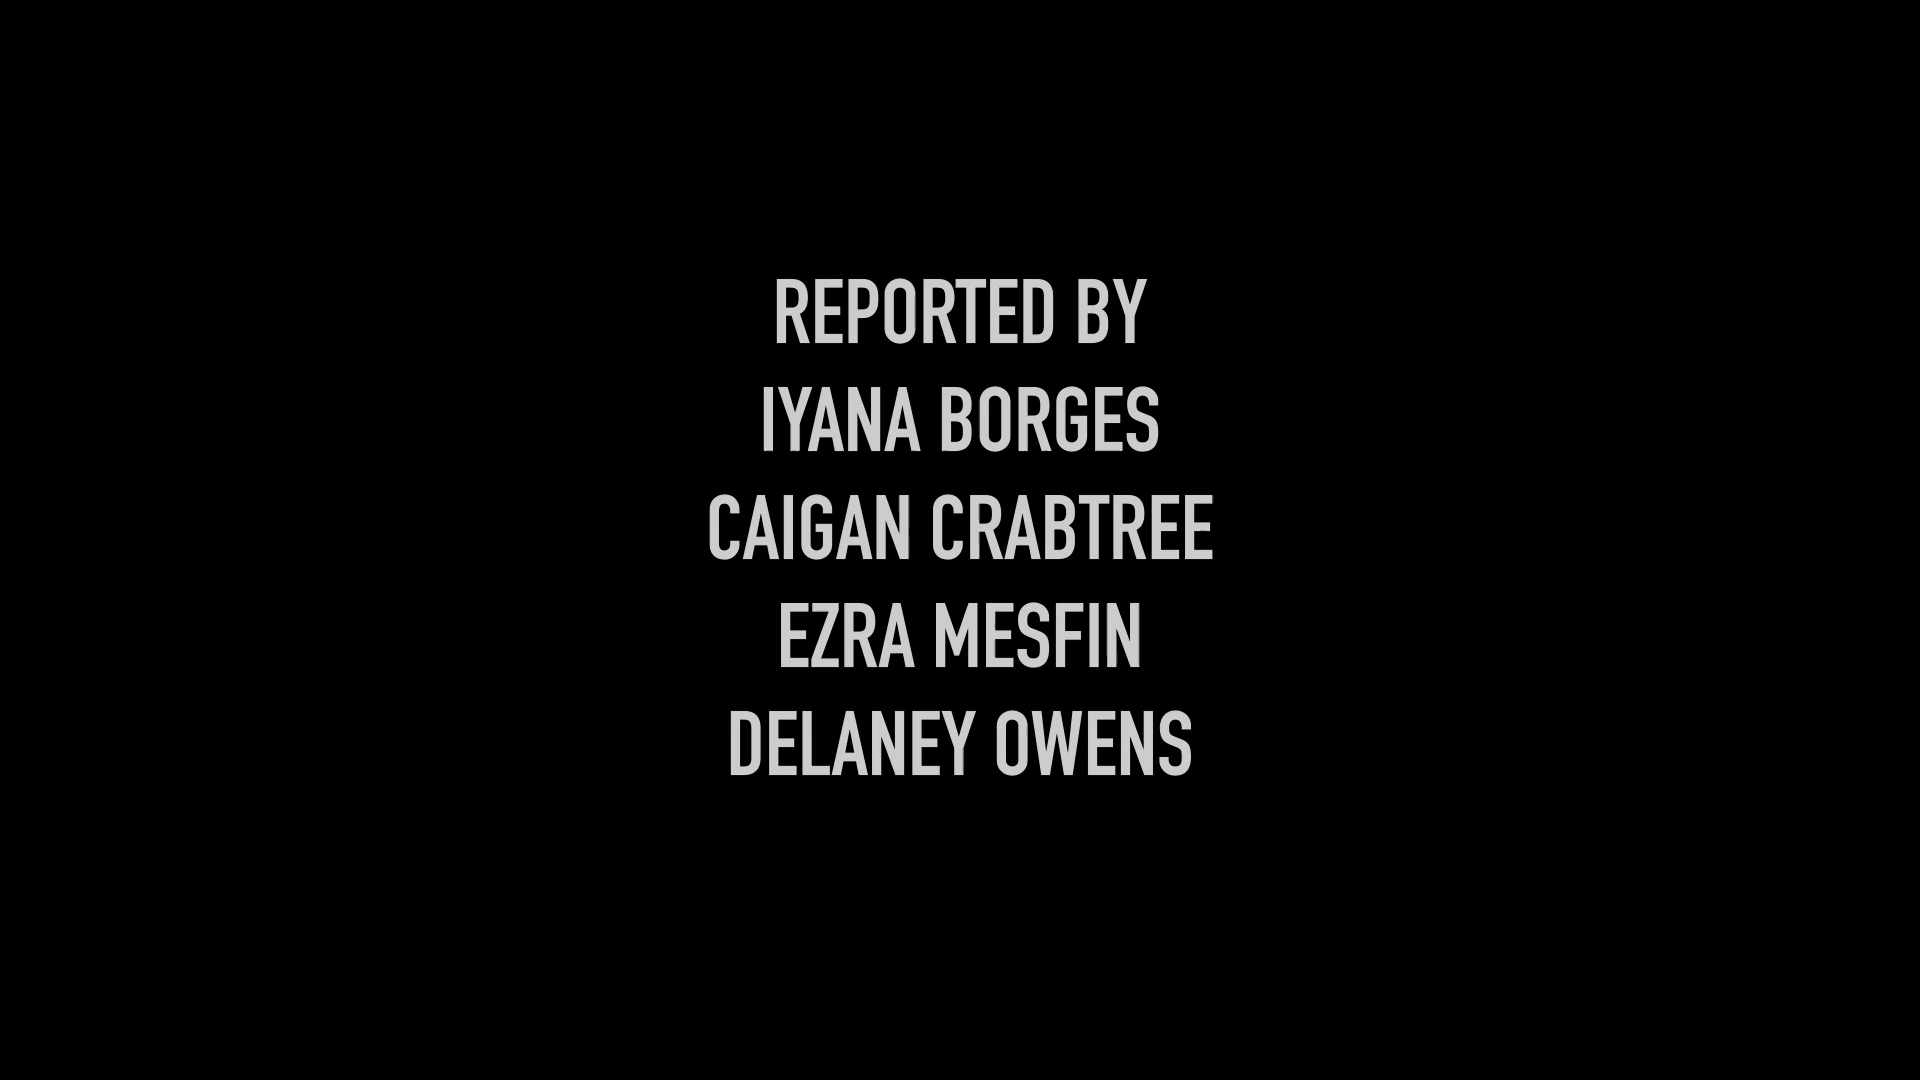 REPORTED BY
IYANA BORGES
CAIGAN CRABTREE
EZRA MESFIN
DELANEY OWENS